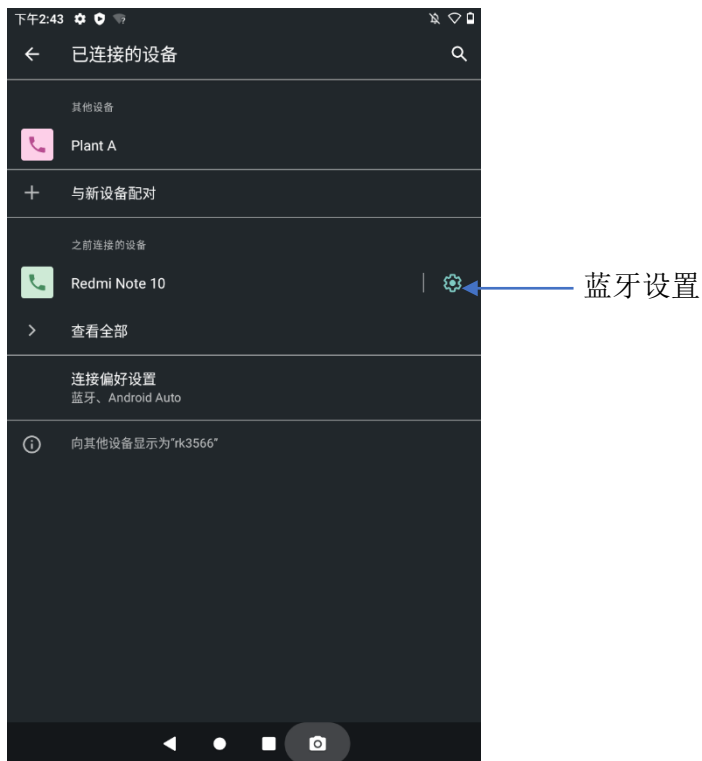 下午2:43
已连接的设备
其他设备
Plant A
与新设备配对
之前连接的设备
Redmi Note 10
蓝牙设置
查看全部
连接偏好设置
蓝牙、Android Auto
向其他设备显示为“rk3566”